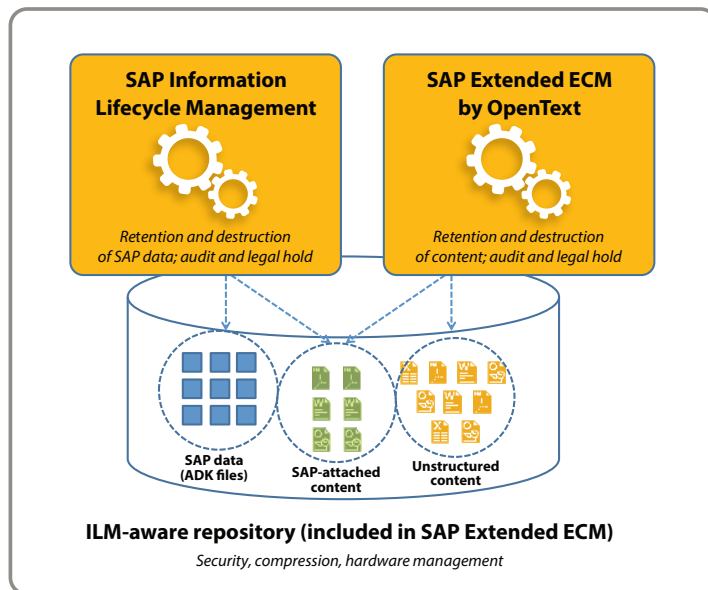 SAP Information
Lifecycle Management
Retention and destruction
of SAP data; audit and legal hold
SAP Extended ECM
by OpenText
Retention and destruction
of content; audit and legal hold
SAP data
(ADK files)
SAP-attached
content
Unstructured
content
ILM-aware repository (included in SAP Extended ECM)
Security, compression, hardware management